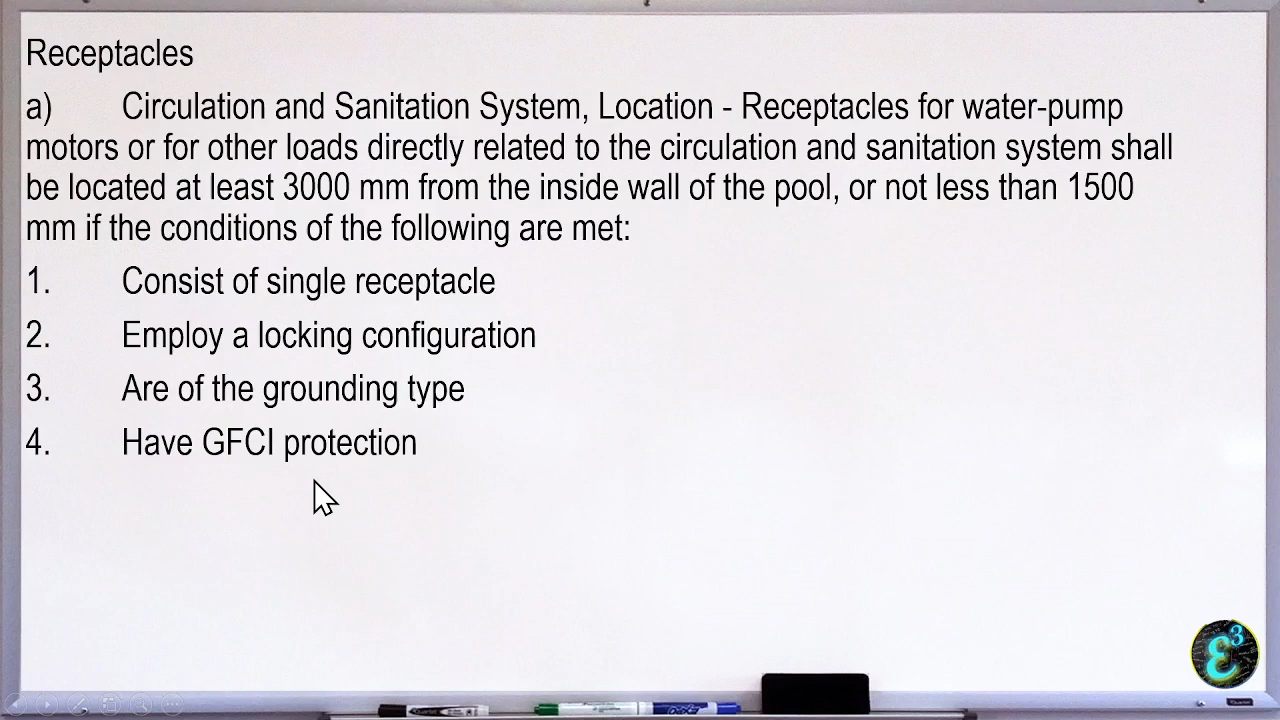 Receptacles
a) Circulation and Sanitation System, Location - Receptacles for water-pump
motors or for other loads directly related to the circulation and sanitation system shall
be located at least 3000 mm from the inside wall of the pool, or not less than 1500
mm if the conditions of the following are met:
1. Consist of single receptacle
2. Employ a locking configuration
3. Are of the grounding type
4. Have GFCI protection
ε3